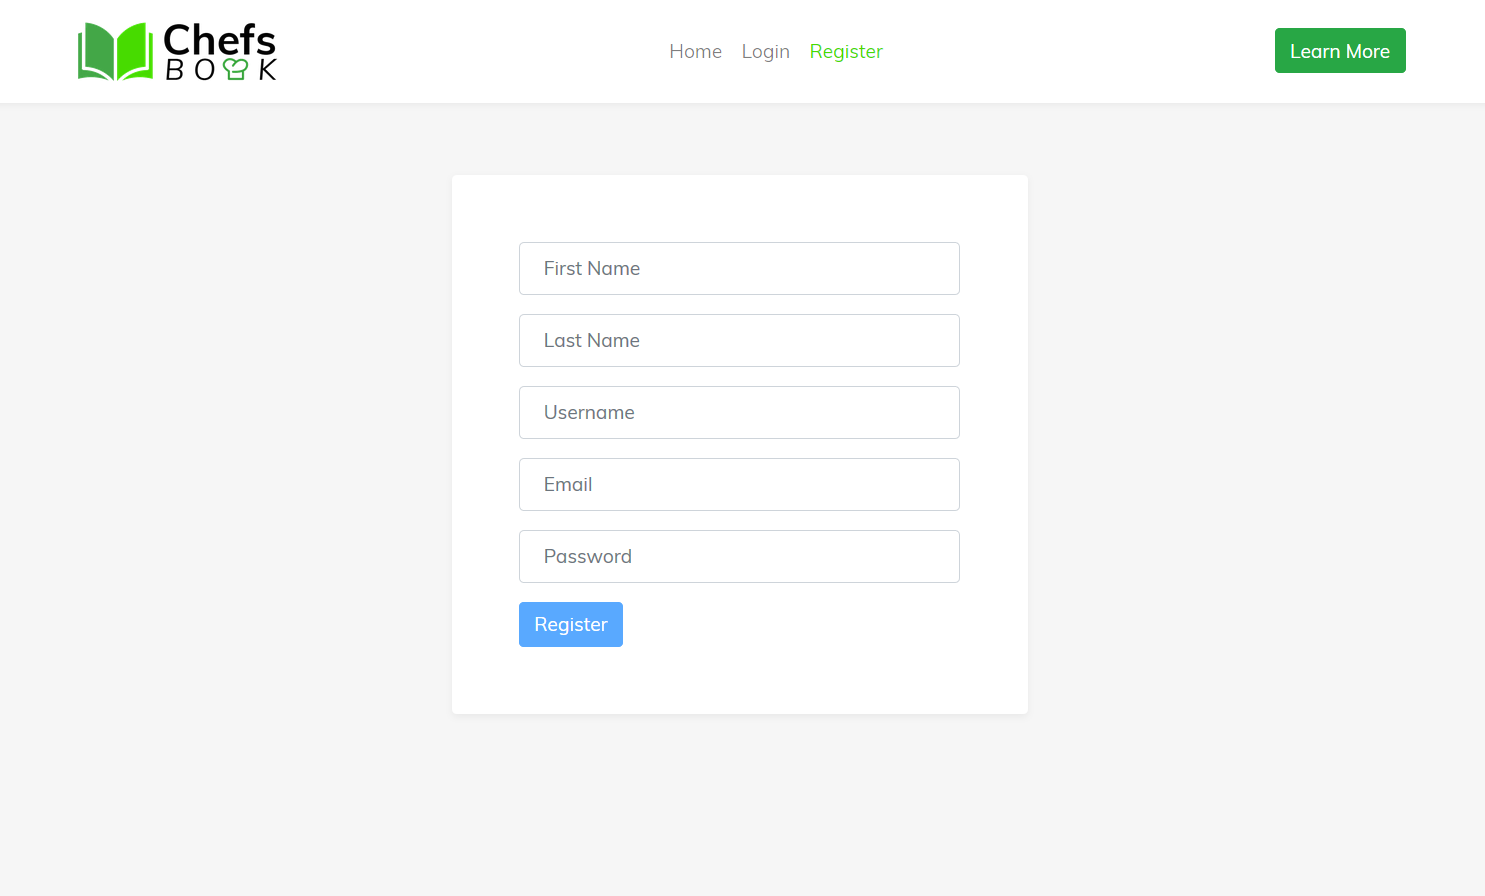 Chefs
BOOK
Home Login Register
Learn More
First Name
Last Name
Username
Email
Password
Register